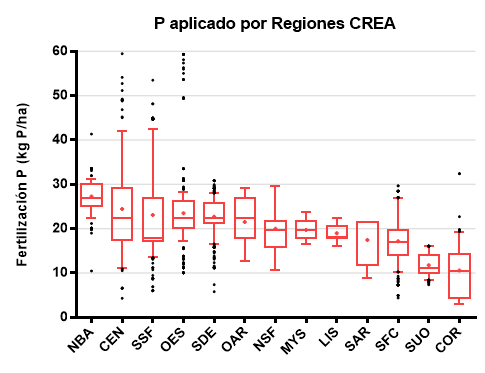 P aplicado por Regiones CREA
Fertilizacion P (kg P/ha)
60
50
40
30
20
10
0
NBA CEN SSF OES SDE OAR NSF MYS LIS SAR SFC SUO COR